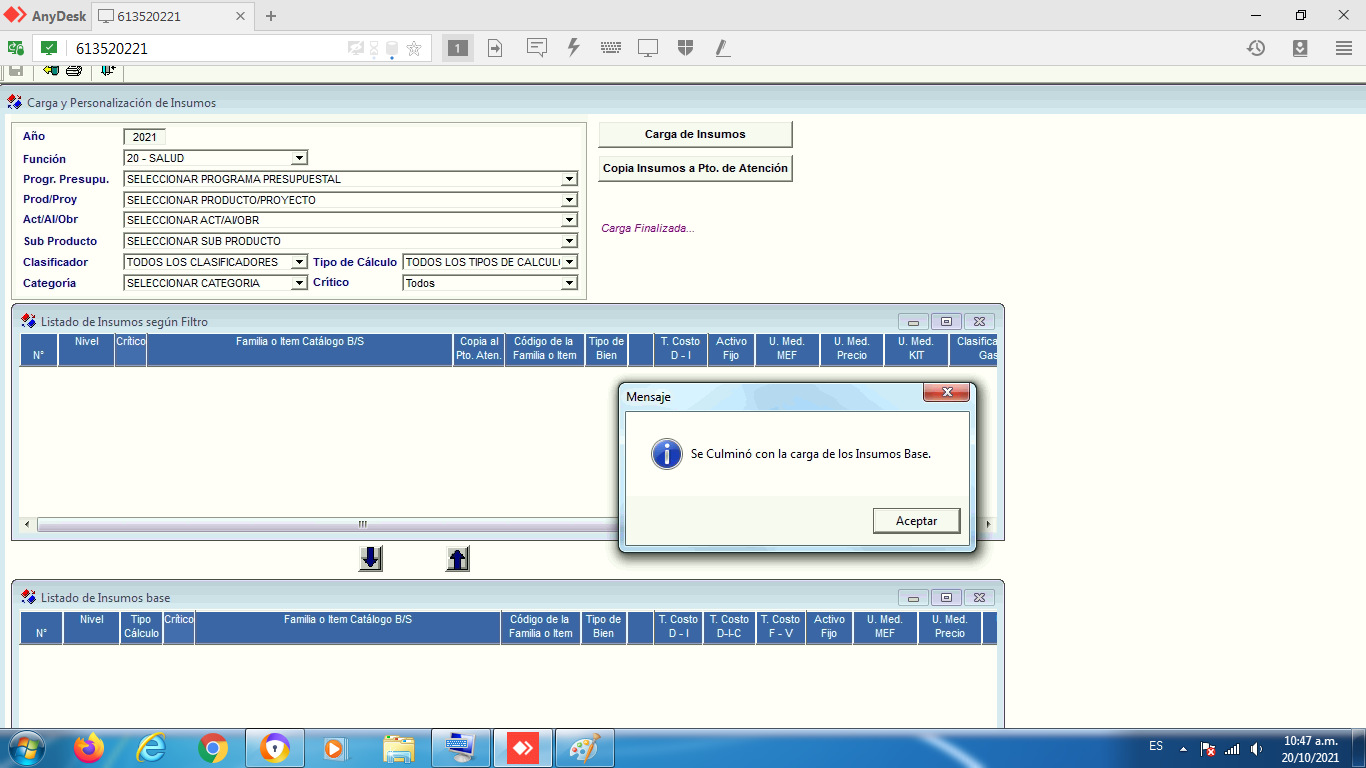 AnyDesk
613520221
613520221
1
Carga y Personalización de Insumos
Año
2021
Función
20 - SALUD
Progr. Presupu.
SELECCIONAR PROGRAMA PRESUPUESTAL
Prod/Proy
SELECCIONAR PRODUCTO/PROYECTO
Act/AI/Obr
SELECCIONAR ACT/AI/OBR
Sub Producto
SELECCIONAR SUB PRODUCTO
Clasificador
TODOS LOS CLASIFICADORES
Tipo de Cálculo
TODOS LOS TIPOS DE CALCUL
Categoría
SELECCIONAR CATEGORIA
Crítico
Todos
Carga de Insumos
Copia Insumos a Pto. de Atención
Carga Finalizada...
Listado de Insumos según Filtro
N°
Nivel
Crítico
Familia o Item Catálogo B/S
Copia al
Pto. Aten.
Código de la
Familia o Item
Tipo de
Bien
T. Costo
D - I
Activo
Fijo
U. Med.
MEF
U. Med.
Precio
U. Med.
KIT
Clasifica
Gas
Mensaje
Se Culminó con la carga de los Insumos Base.
Aceptar
Listado de Insumos base
N°
Nivel
Tipo
Cálculo
Crítico
Familia o Item Catálogo B/S
Código de la
Familia o Item
Tipo de
Bien
T. Costo
D - I
T. Costo
D-I-C
T. Costo
F - V
Activo
Fijo
U. Med.
MEF
U. Med.
Precio
ES
10:47 a.m.
20/10/2021